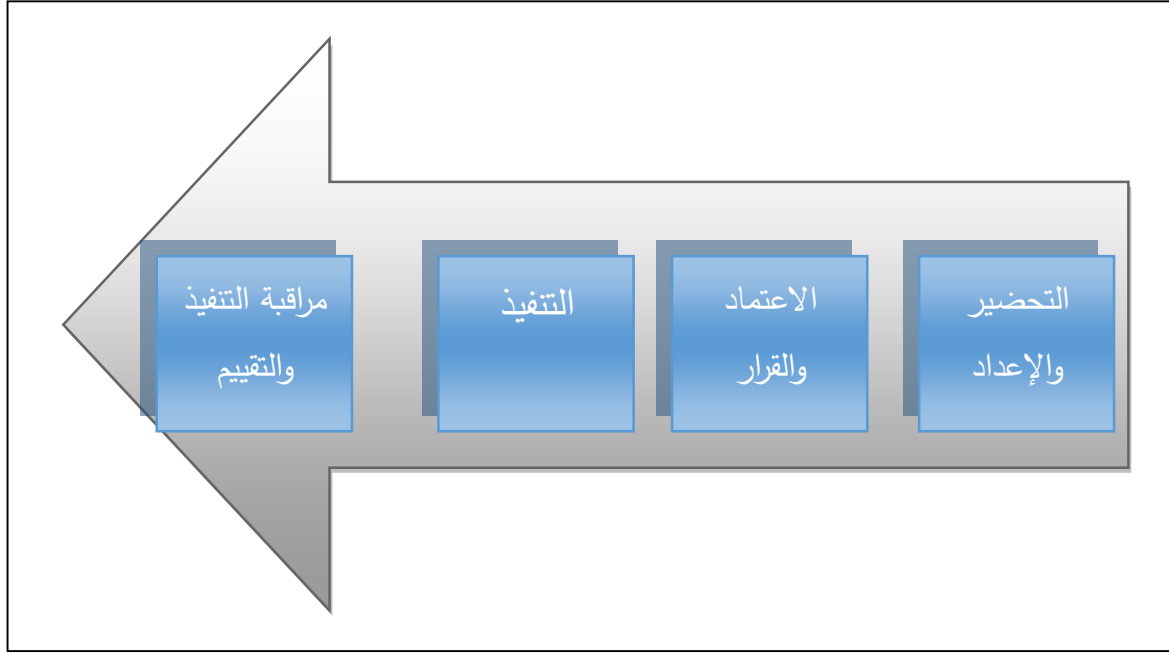 التحضير
والإعداد
الاعتماد
والقرار
التنفيذ
مراقبة التنفيذ
والتقييم